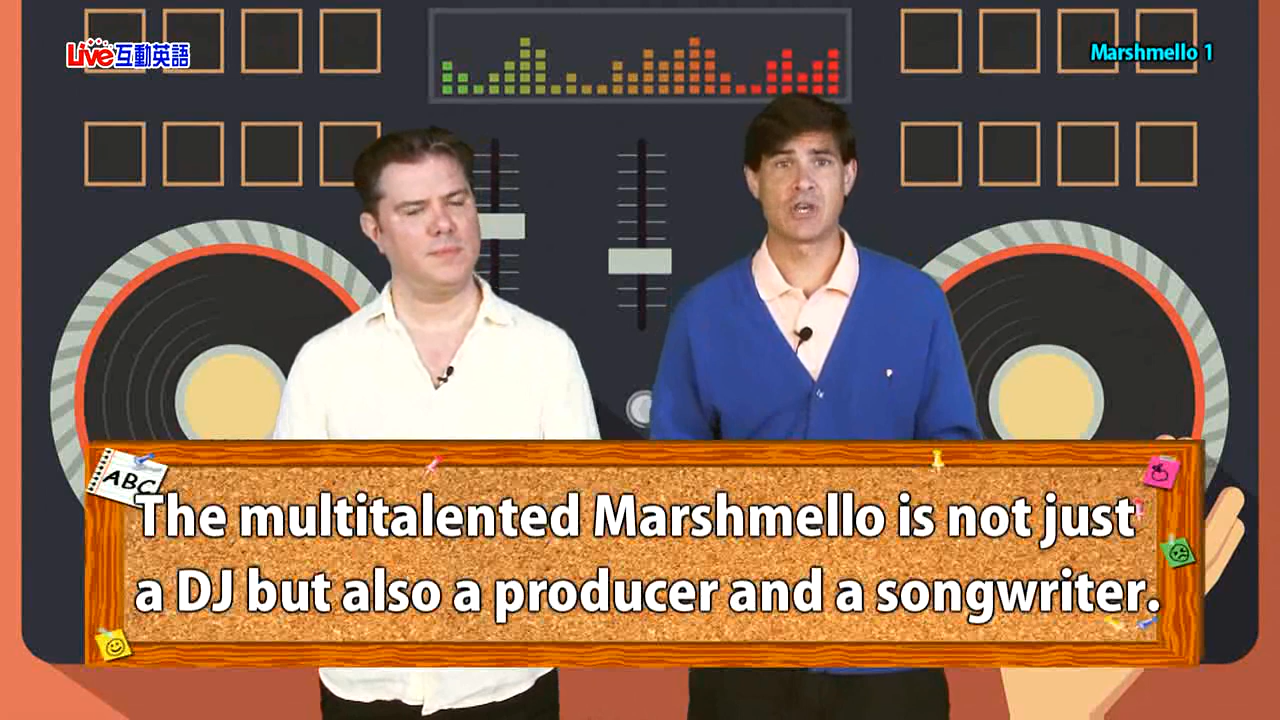 Live互動英語
Marshmello 1
ABC
The multitalented Marshmello is not just
a DJ but also a producer and a songwriter.